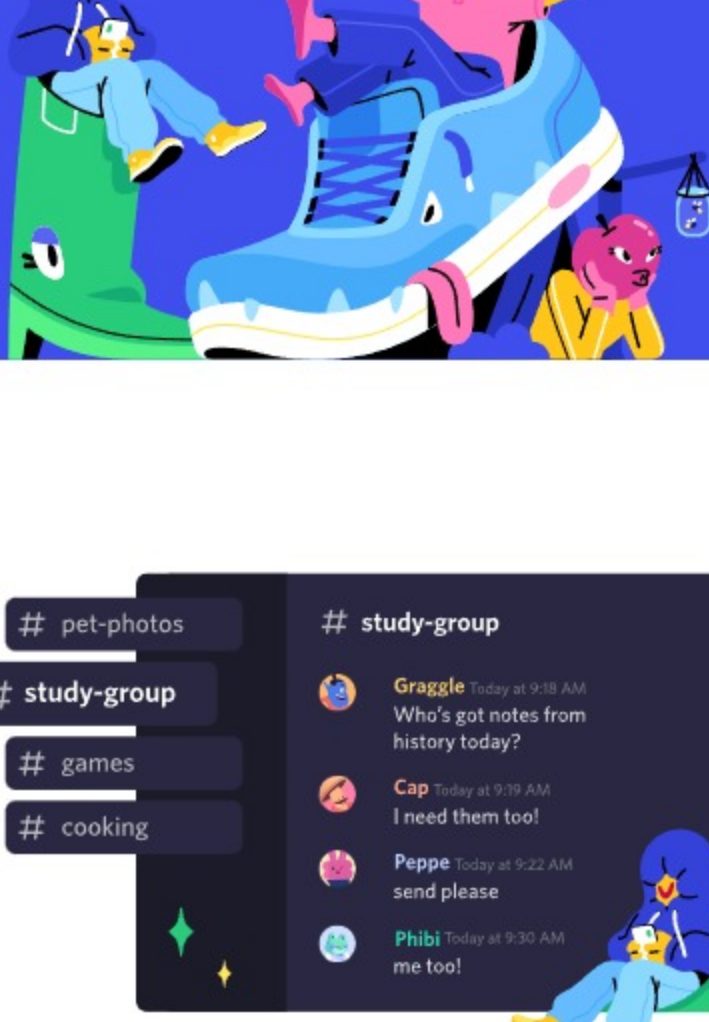 # pet-photos
# study-group
# games
# cooking
# study-group
Graggle Today at 9:18 AM
Who's got notes from
history today?
Cap Today at 9:19 AM
I need them too!
Peppe Today at 9:22 AM
send please
Phibi Today at 9:30 AM
me too!